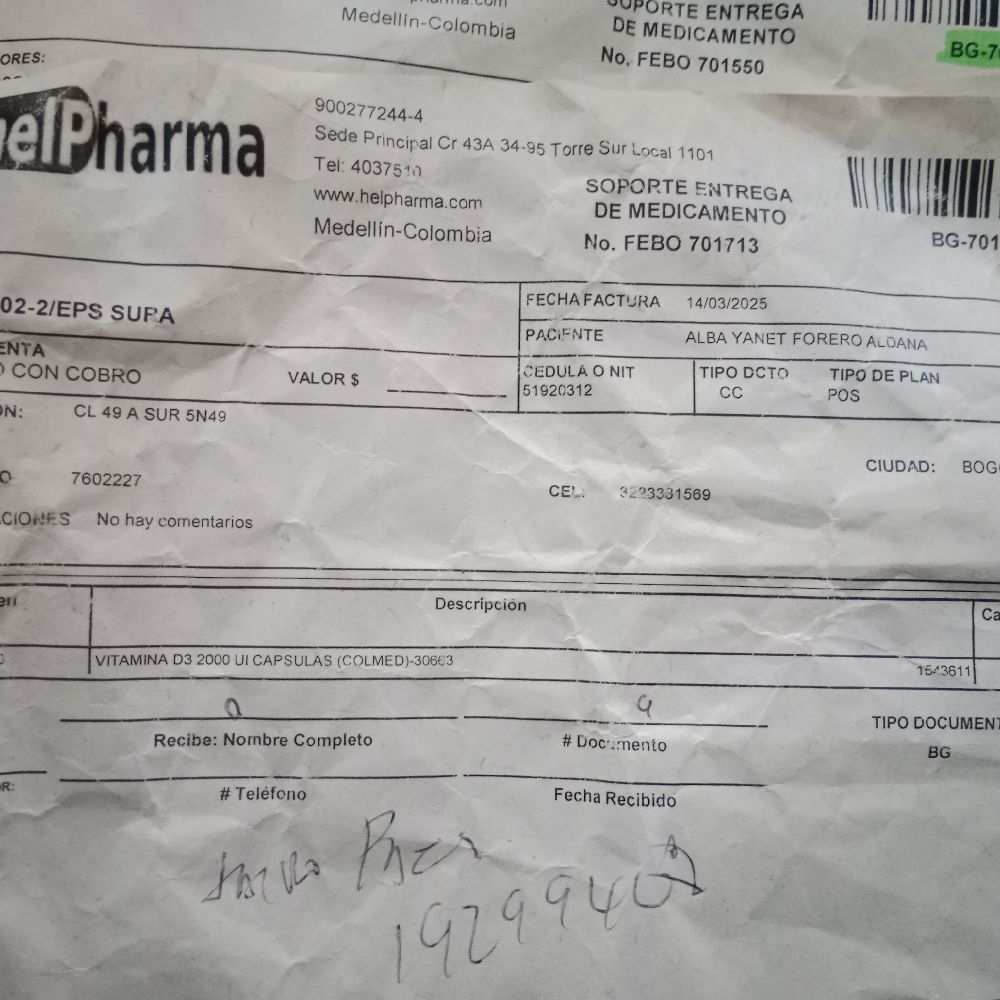 Medellín-Colombia
SOPORTE ENTREGA
DE MEDICAMENTO
No. FEBO 701550
BG-70
ORES:
helPharma
900277244-4
Sede Principal Cr 43A 34-95 Torre Sur Local 1101
Tel: 4037510
www.helpharma.com
Medellín-Colombia
SOPORTE ENTREGA
DE MEDICAMENTO
No. FEBO 701713
BG-701
02-2/EPS SURA
FECHA FACTURA 14/03/2025
PACIENTE ALBA YANET FORERO ALDANA
ENTA
O CON COBRO VALOR $
CEDULA O NIT
51920312
TIPO DCTO
CC
TIPO DE PLAN
POS
ON: CL 49 A SUR 5N49
O 7602227
CEL: 3223331569
CIUDAD: BOG
ACIONES No hay comentarios
en Descripción Ca
VITAMINA D3 2000 UI CAPSULAS (COLMED)-30663 1543611
Recibe: Nombre Completo # Documento
TIPO DOCUMENT
BG
R:
# Teléfono Fecha Recibido